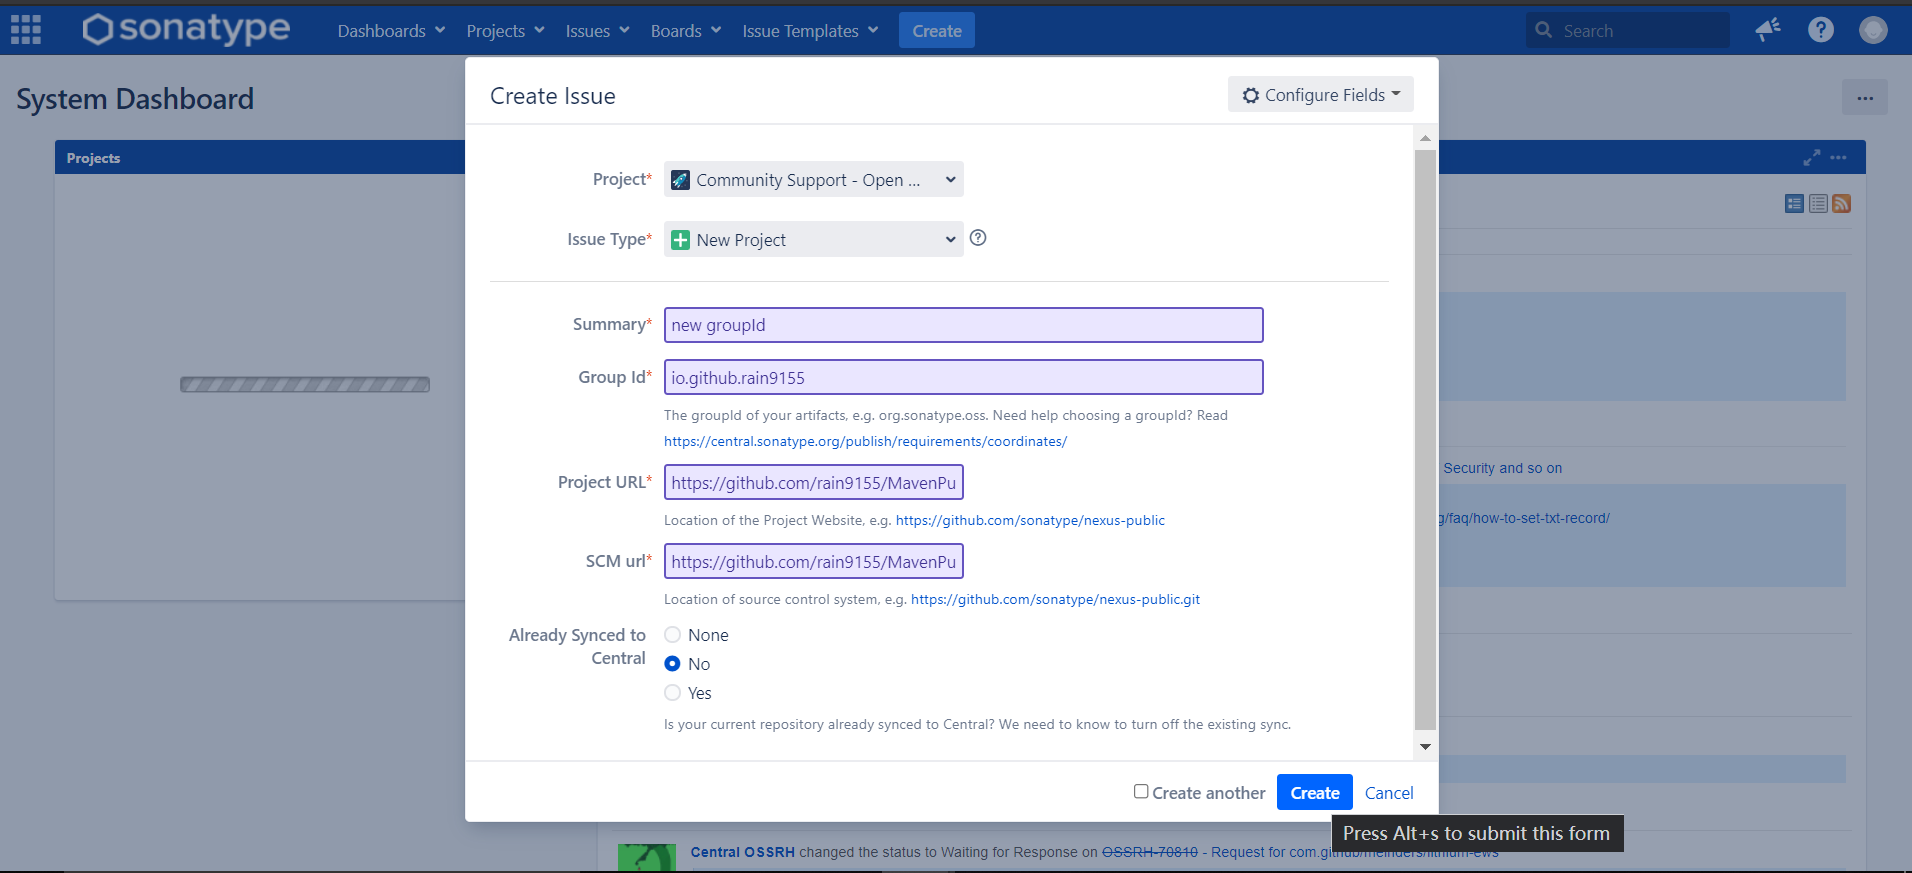 sonatype Dashboards Projects Issues Boards Issue Templates Create Search
System Dashboard
Projects
Create Issue
Configure Fields
Project* Community Support - Open ...
Issue Type* New Project
Summary* new groupId
Group Id* io.github.rain9155
The groupId of your artifacts, e.g. org.sonatype.oss. Need help choosing a groupId? Read
https://central.sonatype.org/publish/requirements/coordinates/
Project URL* https://github.com/rain9155/MavenPu
Location of the Project Website, e.g. https://github.com/sonatype/nexus-public
SCM url* https://github.com/rain9155/MavenPu
Location of source control system, e.g. https://github.com/sonatype/nexus-public.git
Already Synced to
Central
None
No
Yes
Is your current repository already synced to Central? We need to know to turn off the existing sync.
Create another Create Cancel
Press Alt+s to submit this form
Security and so on
g/faq/how-to-set-txt-record/
Central OSSRH changed the status to Waiting for Response on OSSRH-70810 - Request for com.github/meinders/lithium-ews